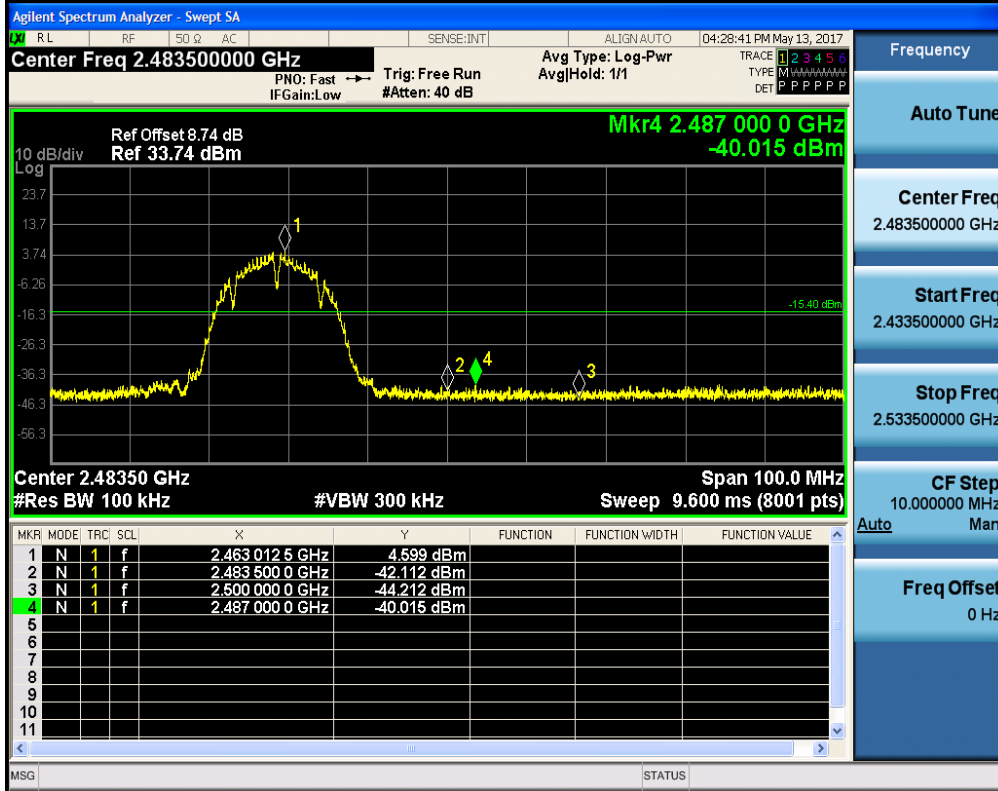 Agilent Spectrum Analyzer - Swept SA
LXI RL RF 50 Ω AC SENSE:INT ALIGN AUTO 04:28:41 PM May 13, 2017
Center Freq 2.483500000 GHz
PNO: Fast
IFGain:Low
Trig: Free Run
#Atten: 40 dB
Avg Type: Log-Pwr
Avg|Hold: 1/1
TRACE 1 2 3 4 5 6
TYPE M
DET P P P P P P
Frequency
Mkr4 2.487 000 0 GHz
-40.015 dBm
Ref Offset 8.74 dB
10 dB/div Ref 33.74 dBm
Log
23.7
13.7
3.74
-6.26
-16.3
-26.3
-36.3
-46.3
-56.3
1
-15.40 dBm
2
4
3
Center 2.48350 GHz Span 100.0 MHz
#Res BW 100 kHz #VBW 300 kHz Sweep 9.600 ms (8001 pts)
MKR MODE TRC SCL X Y FUNCTION FUNCTION WIDTH FUNCTION VALUE
1 N 1 f 2.463 012 5 GHz 4.599 dBm
2 N 1 f 2.483 500 0 GHz -42.112 dBm
3 N 1 f 2.500 000 0 GHz -44.212 dBm
4 N 1 f 2.487 000 0 GHz -40.015 dBm
5
6
7
8
9
10
11
MSG STATUS
Auto Tune
Center Freq
2.483500000 GHz
Start Freq
2.433500000 GHz
Stop Freq
2.533500000 GHz
CF Step
10.000000 MHz
Auto Man
Freq Offset
0 Hz